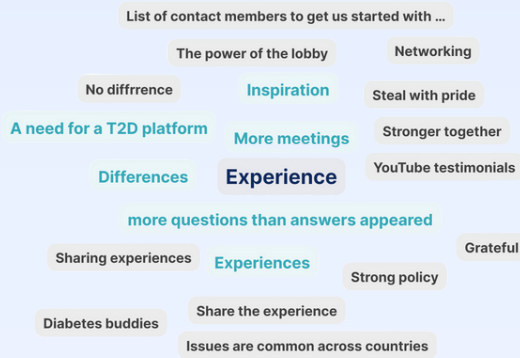 List of contact members to get us started with ...
The power of the lobby
Networking
No diffrrence
Inspiration
Steal with pride
A need for a T2D platform
More meetings
Stronger together
Differences
Experience
YouTube testimonials
more questions than answers appeared
Sharing experiences
Experiences
Grateful
Strong policy
Diabetes buddies
Share the experience
Issues are common across countries